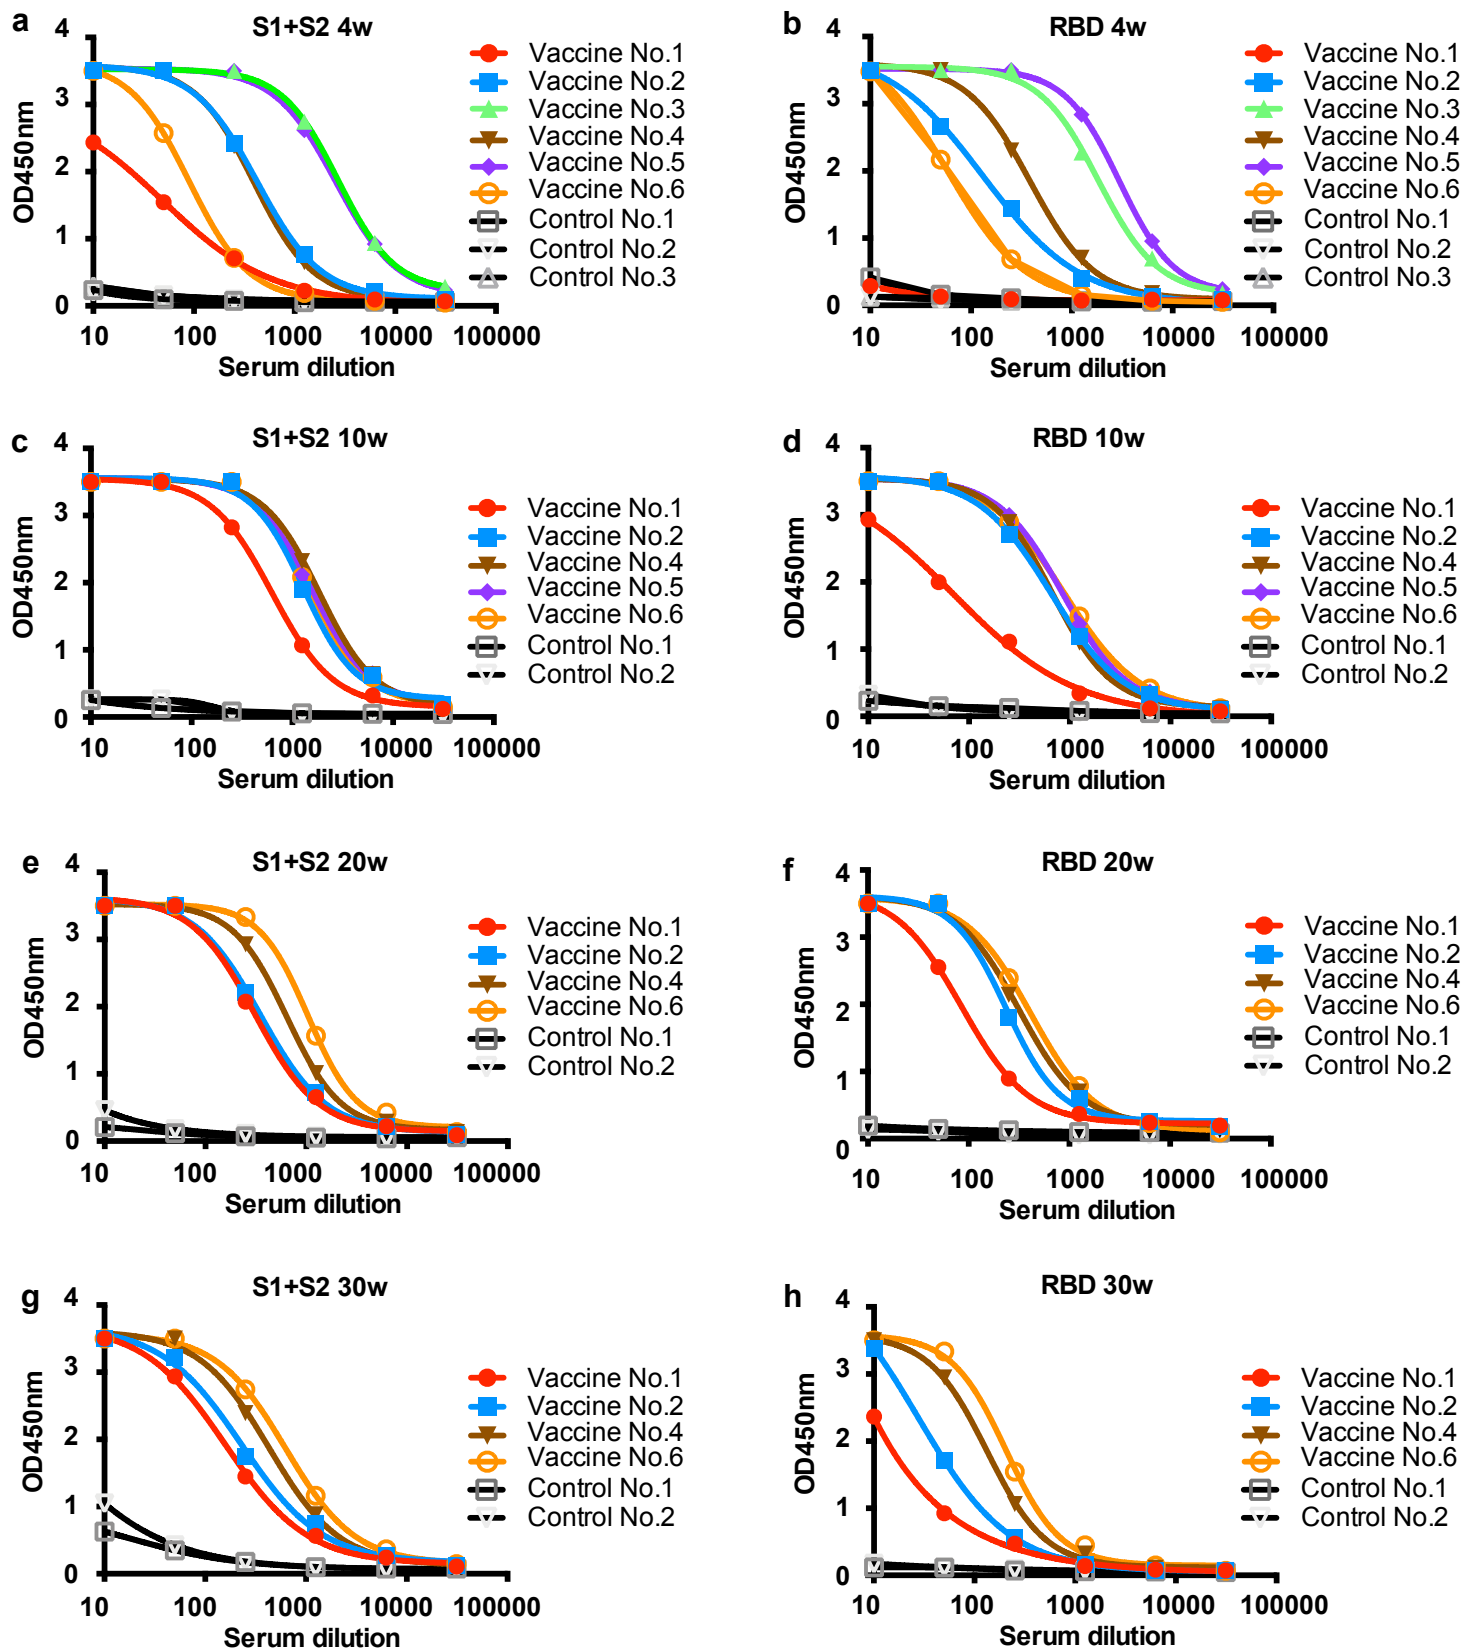 a S1+S2 4w
4
3
2
1
0
OD450nm
10 100 1000 10000 100000
Serum dilution
Vaccine No.1
Vaccine No.2
Vaccine No.3
Vaccine No.4
Vaccine No.5
Vaccine No.6
Control No.1
Control No.2
Control No.3
b RBD 4w
4
3
2
1
0
OD450nm
10 100 1000 10000 100000
Serum dilution
Vaccine No.1
Vaccine No.2
Vaccine No.3
Vaccine No.4
Vaccine No.5
Vaccine No.6
Control No.1
Control No.2
Control No.3
c S1+S2 10w
4
3
2
1
0
OD450nm
10 100 1000 10000 100000
Serum dilution
Vaccine No.1
Vaccine No.2
Vaccine No.4
Vaccine No.5
Vaccine No.6
Control No.1
Control No.2
d RBD 10w
4
3
2
1
0
OD450nm
10 100 1000 10000 100000
Serum dilution
Vaccine No.1
Vaccine No.2
Vaccine No.4
Vaccine No.5
Vaccine No.6
Control No.1
Control No.2
e S1+S2 20w
4
3
2
1
0
OD450nm
10 100 1000 10000 100000
Serum dilution
Vaccine No.1
Vaccine No.2
Vaccine No.4
Vaccine No.6
Control No.1
Control No.2
f RBD 20w
4
3
2
1
0
OD450nm
10 100 1000 10000 100000
Serum dilution
Vaccine No.1
Vaccine No.2
Vaccine No.4
Vaccine No.6
Control No.1
Control No.2
g S1+S2 30w
4
3
2
1
0
OD450nm
10 100 1000 10000 100000
Serum dilution
Vaccine No.1
Vaccine No.2
Vaccine No.4
Vaccine No.6
Control No.1
Control No.2
h RBD 30w
4
3
2
1
0
OD450nm
10 100 1000 10000 100000
Serum dilution
Vaccine No.1
Vaccine No.2
Vaccine No.4
Vaccine No.6
Control No.1
Control No.2